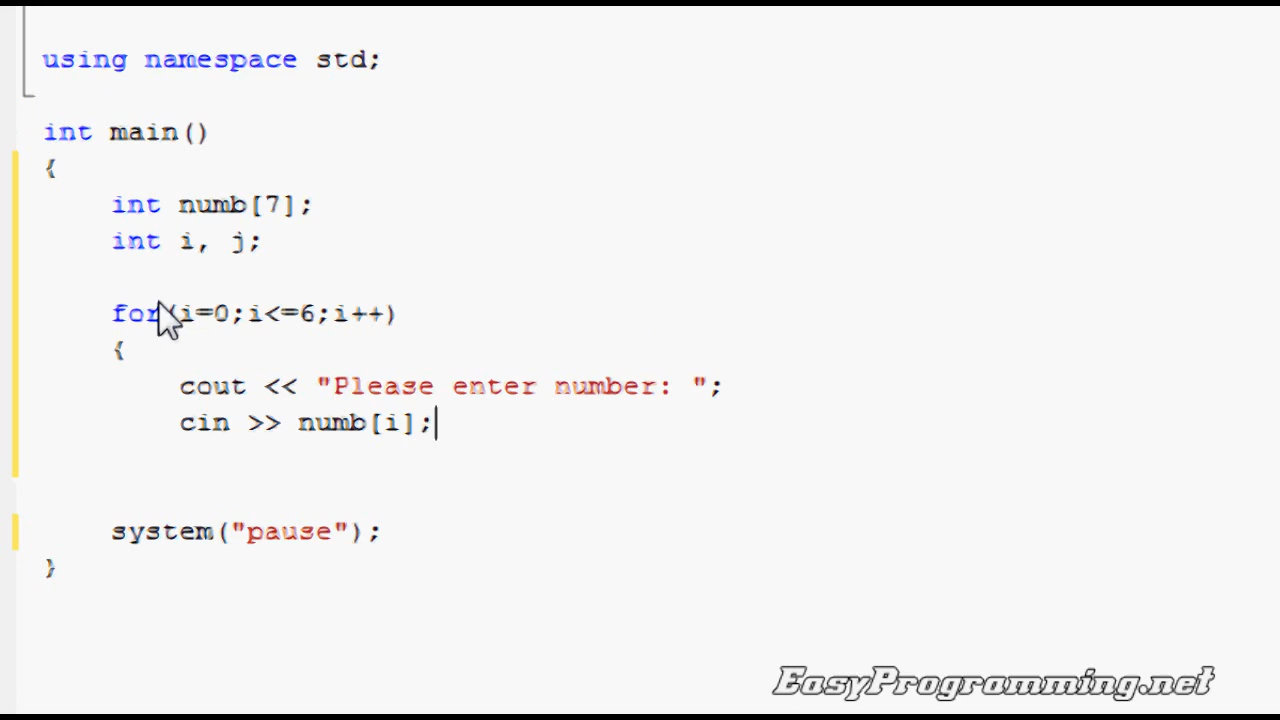 using namespace std;
int main()
{
int numb[7];
int i, j;
for(i=0;i<=6;i++)
{
cout << "Please enter number: ";
cin >> numb[i];
system("pause");
}
EasyProgramming.net